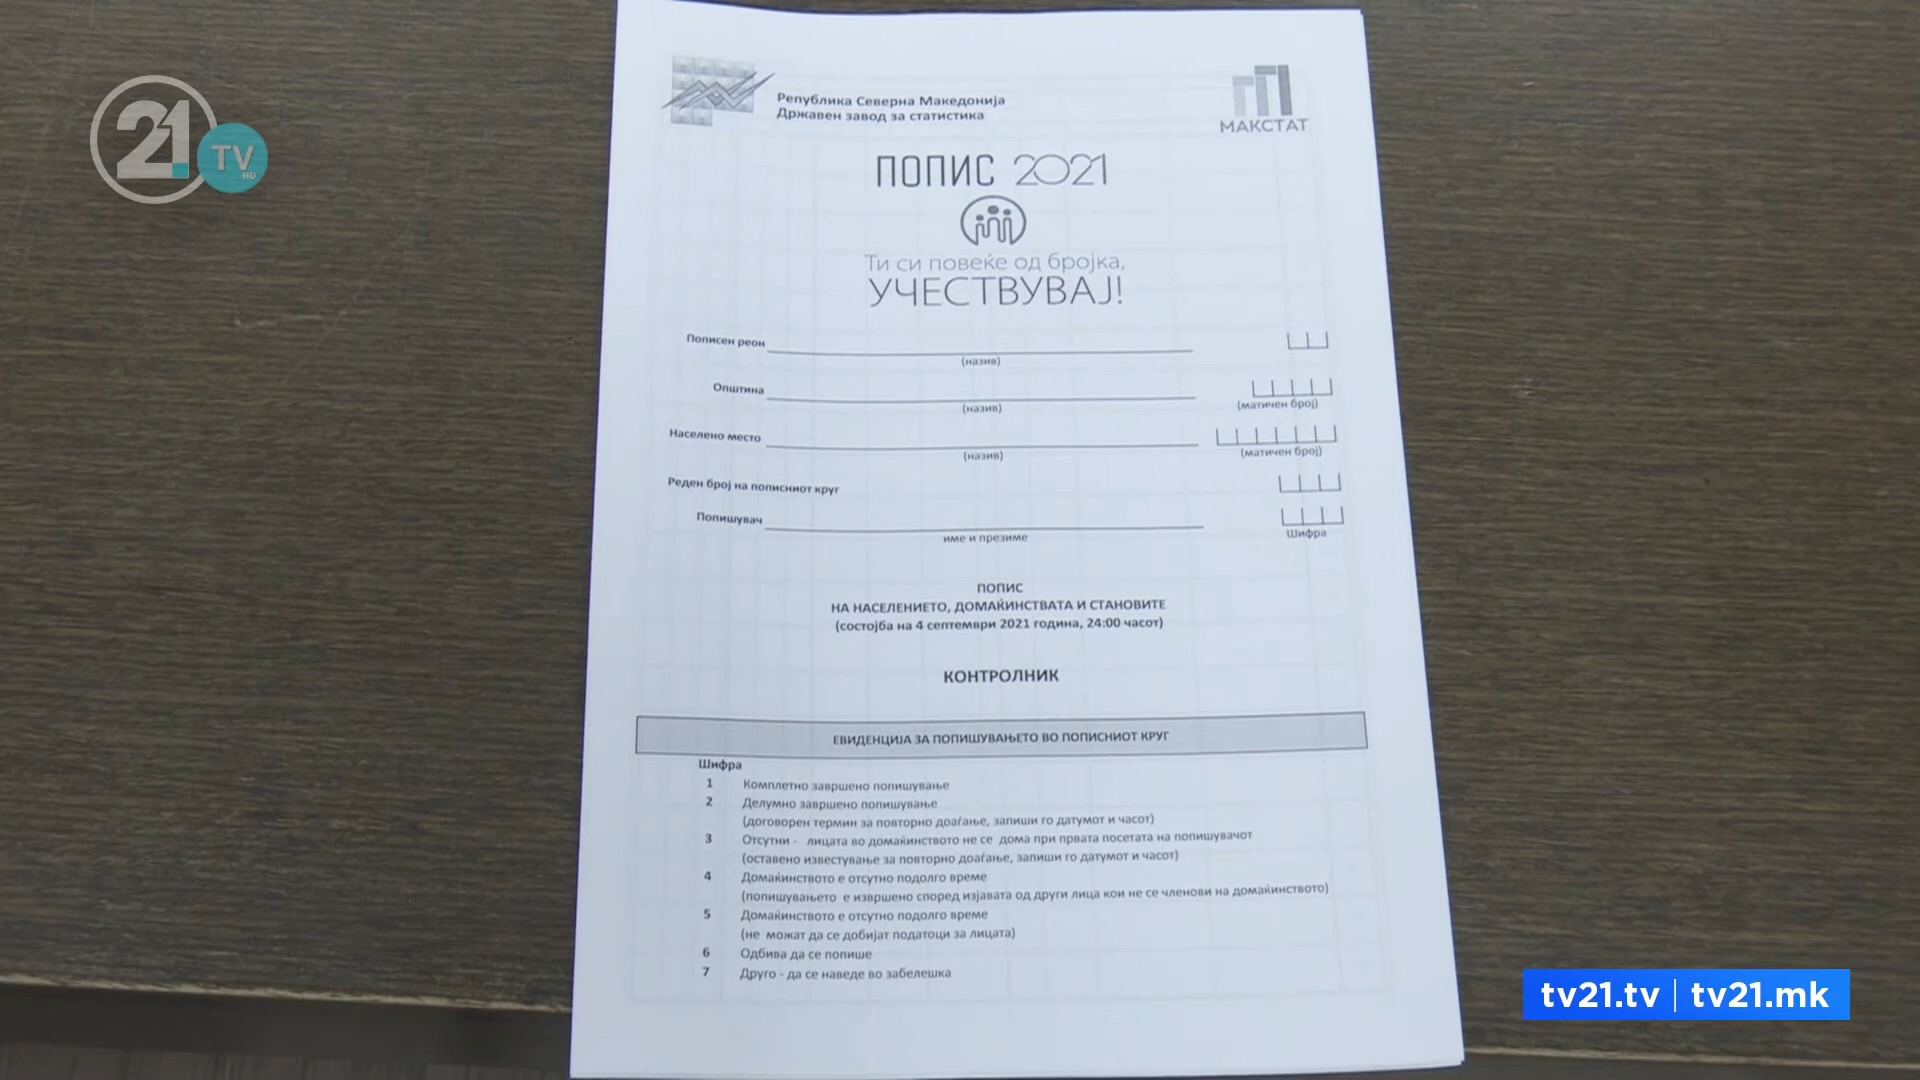 21.
TV
HD
Република Северна Македонија
Државен завод за статистика
МАКСТАТ
ПОПИС 2021
Ти си повеќе од бројка,
УЧЕСТВУВАЈ!
Пописен реон
(назив)
Општина
(назив)
(матичен број)
Населено место
(назив)
(матичен број)
Реден број на пописниот круг
Попишувач
име и презиме
Шифра
ПОПИС
НА НАСЕЛЕНИЕТО, ДОМАЌИНСТВАТА И СТАНОВИТЕ
(состојба на 4 септември 2021 година, 24:00 часот)
КОНТРОЛНИК
ЕВИДЕНЦИЈА ЗА ПОПИШУВАЊЕТО ВО ПОПИСНИОТ КРУГ
Шифра
1 Комплетно завршено попишување
2 Делумно завршено попишување
(договорен термин за повторно доаѓање, запиши го датумот и часот)
3 Отсутни - лицата во домаќинството не се дома при првата посетата на попишувачот
(оставено известување за повторно доаѓање, запиши го датумот и часот)
4 Домаќинството е отсутно подолго време
(попишувањето е извршено според изјавата од други лица кои не се членови на домаќинството)
5 Домаќинството е отсутно подолго време
(не можат да се добијат податоци за лицата)
6 Одбива да се попише
7 Друго - да се наведе во забелешка
tv21.tv | tv21.mk